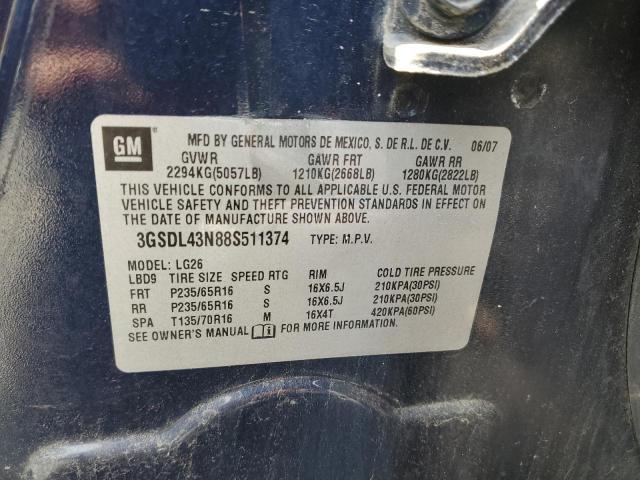 GM ® MFD BY GENERAL MOTORS DE MEXICO, S. DE R.L. DE C.V. 06/07
GVWR GAWR FRT GAWR RR
2294KG(5057LB) 1210KG(2668LB) 1280KG(2822LB)
THIS VEHICLE CONFORMS TO ALL APPLICABLE U.S. FEDERAL MOTOR
VEHICLE SAFETY AND THEFT PREVENTION STANDARDS IN EFFECT ON
THE DATE OF MANUFACTURE SHOWN ABOVE.
3GSDL43N88S511374 TYPE: M.P.V.
MODEL: LG26
LBD9 TIRE SIZE SPEED RTG RIM COLD TIRE PRESSURE
FRT P235/65R16 S 16X6.5J 210KPA(30PSI)
RR P235/65R16 S 16X6.5J 210KPA(30PSI)
SPA T135/70R16 M 16X4T 420KPA(60PSI)
SEE OWNER'S MANUAL FOR MORE INFORMATION.